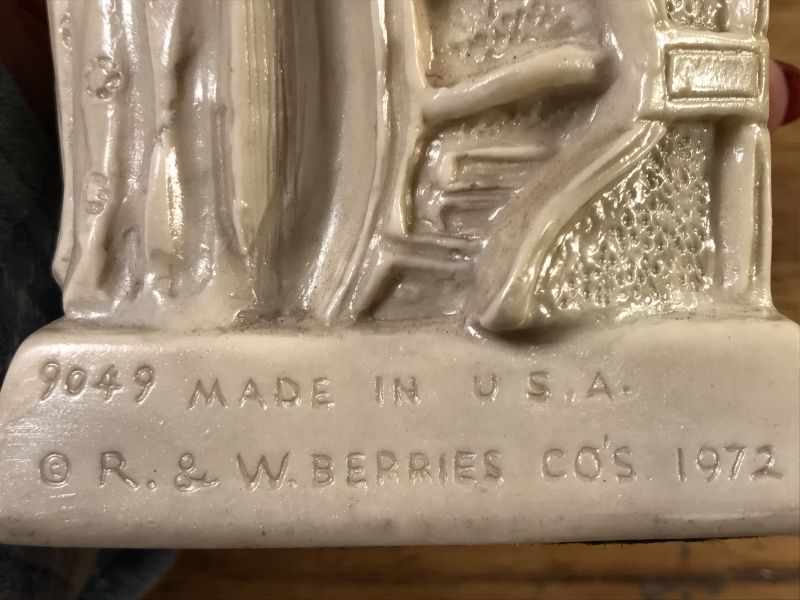 9049 MADE IN U S.A.
© R. & W. BERRIES CO'S. 1972